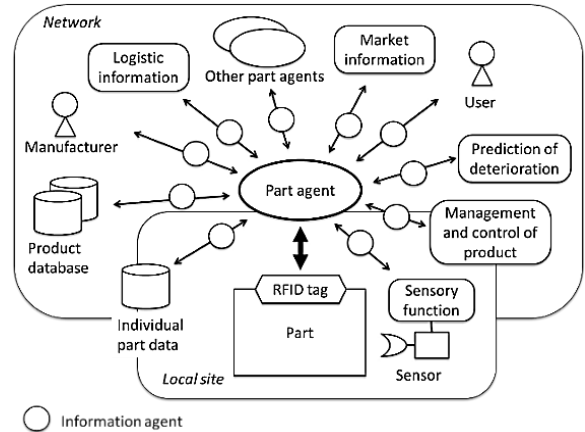 Network
Logistic
information
Other part agents
Market
information
User
Manufacturer
Prediction of
deterioration
Part agent
Product
database
Management
and control of
product
RFID tag
Sensory
function
Individual
part data
Part
Sensor
Local site
Information agent